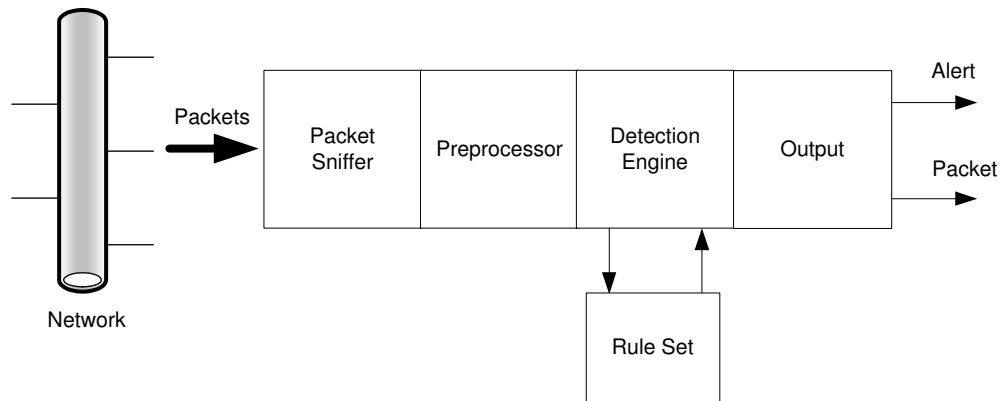 Alert
Packets
Packet
Sniffer
Preprocessor
Detection
Engine
Output
Packet
Network
Rule Set